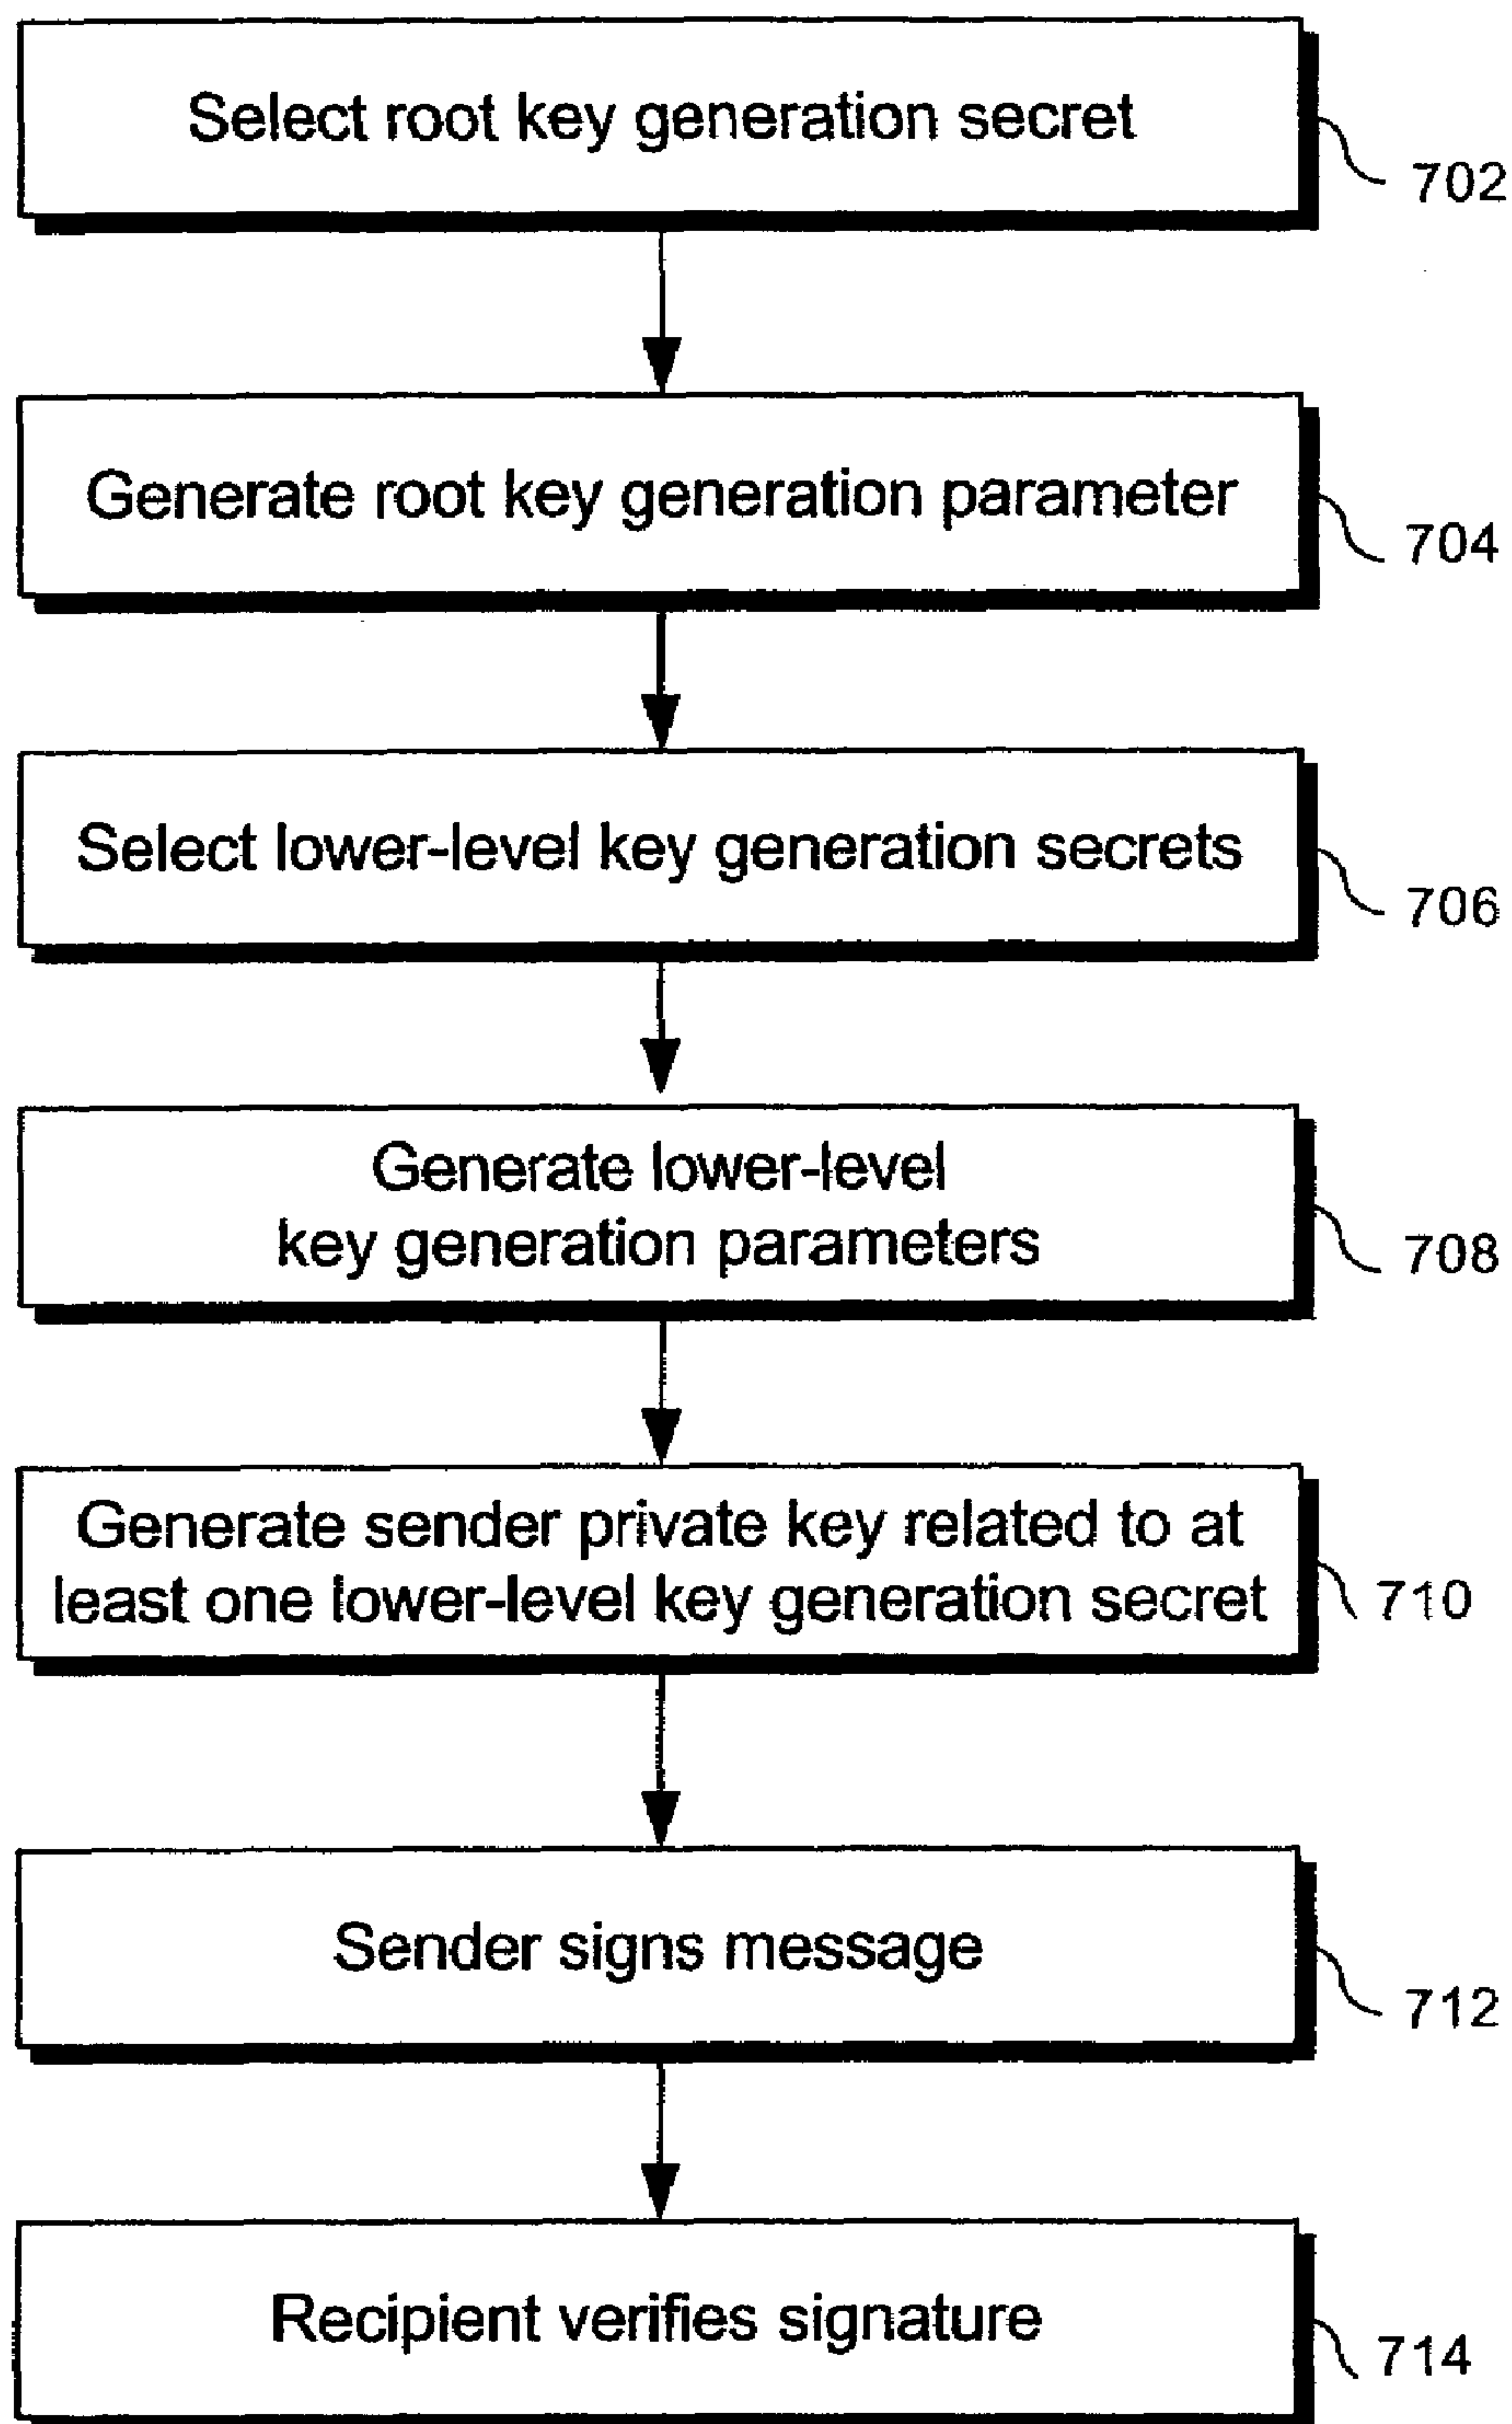 Select root key generation secret
702
Generate root key generation parameter
704
Select lower-level key generation secrets
706
Generate lower-level
key generation parameters
708
Generate sender private key related to at
least one lower-level key generation secret
710
Sender signs message
712
Recipient verifies signature
714